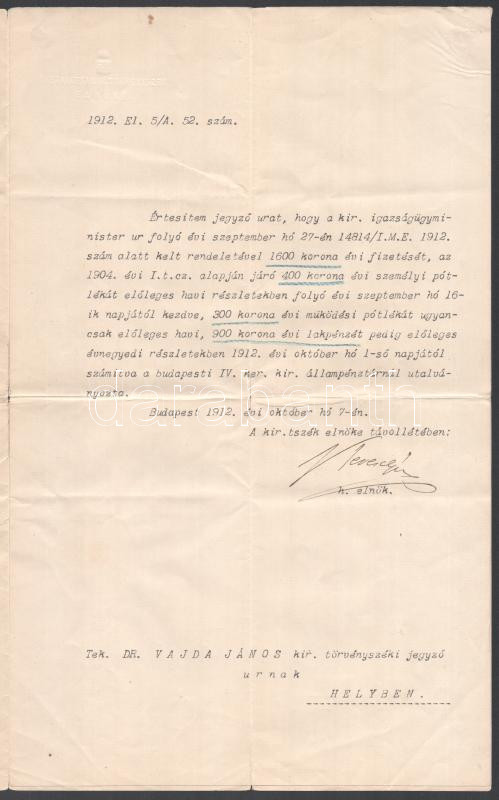 1912. El. 5/A. 52. szám.
Értesitem jegyző urat, hogy a kir. igazságügymini-
nister ur folyó évi szeptember hó 27-én 14814/I.M.E. 1912.
szám alatt kelt rendeletével 1600 korona évi fizetését, az
1904. évi I.t.cz. alapján járó 400 korona évi személyi pót-
lékát előleges havi részletekben folyó évi szeptember hó 16-
ik napjától kezdve, 300 korona évi müködési pótlékát ugyan-
csak előleges havi, 900 korona évi lakpénzét pedig előleges
évnegyedi részletekben 1912. évi október hó 1-ső napjától
számitva a budapesti IV. ker. kir. állampénztárnál utalvá-
nyozta.
darabanth
Budapest 1912. évi október hó 7-én.
A kir.tszék elnöke távollétében:
h. elnök.
Tek. DR. VAJDA JÁNOS kir. törvényszéki jegyző
urnak
HELYBEN.